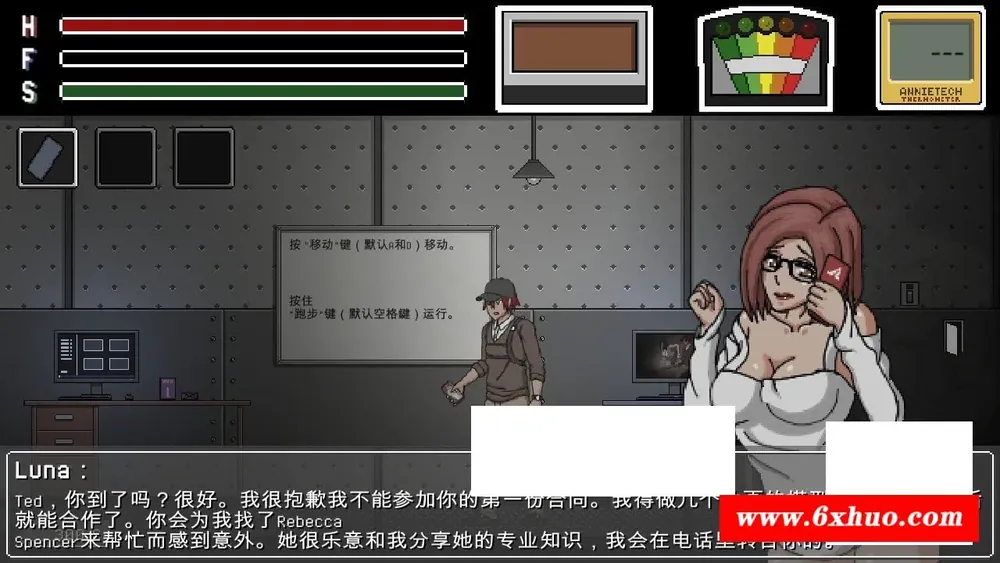 H
F
S
ANNIETECH
THERMOMETER
按"移动"键（默认A和D）移动。
按住
"跑步"键（默认空格鍵）运行。
Luna：
Ted，你到了吗？很好。我很抱歉我不能参加你的第一份合同。我得做几个
就能合作了。你会为我找了Rebecca
Spencer来帮忙而感到意外。她很乐意和我分享她的专业知识，我会在电话里转告你的。
www.6xhuo.com